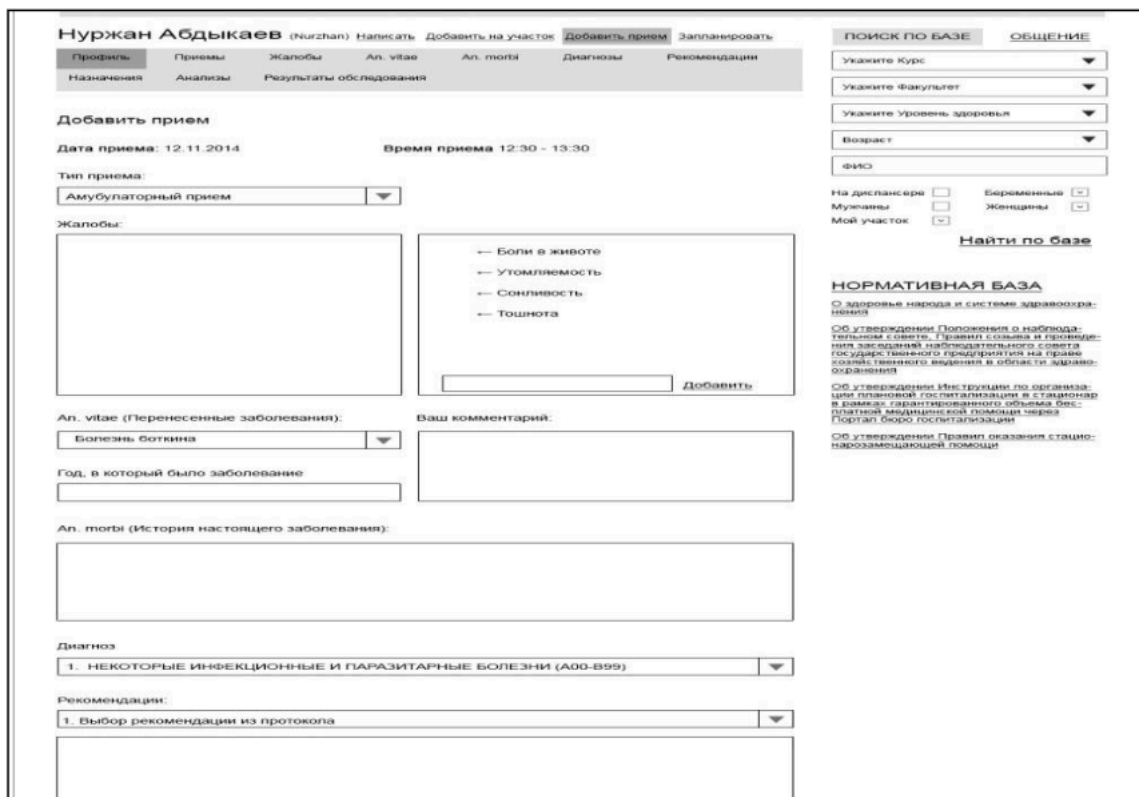 Нуржан Абдыкаев (Nurzhan) Написать Добавить на участок Добавить прием Запланировать
Профиль Приемы Жалобы An. vitae An. morbi Диагнозы Рекомендации
Назначения Анализы Результаты обследования
Добавить прием
Дата приема: 12.11.2014 Время приема 12:30 - 13:30
Тип приема:
Амубулаторный прием
Жалобы:
← Боли в животе
← Утомляемость
← Сонливость
← Тошнота
Добавить
An. vitae (Перенесенные заболевания): Ваш комментарий:
Болезнь боткина
Год, в который было заболевание
An. morbi (История настоящего заболевания):
Диагноз
1. НЕКОТОРЫЕ ИНФЕКЦИОННЫЕ И ПАРАЗИТАРНЫЕ БОЛЕЗНИ (A00-B99)
Рекомендации:
1. Выбор рекомендации из протокола
ПОИСК ПО БАЗЕ ОБЩЕНИЕ
Укажите Курс
Укажите Факультет
Укажите Уровень здоровья
Возраст
ФИО
На диспансере Беременные
Мужчины Женщины
Мой участок
Найти по базе
НОРМАТИВНАЯ БАЗА
О здоровье народа и системе здравоохра-
нения
Об утверждении Положения о наблюда-
тельном совете, Правил созыва и проведе-
ния заседаний наблюдательного совета
государственного предприятия на праве
хозяйственного ведения в области здраво-
охранения
Об утверждении Инструкции по организа-
ции плановой госпитализации в стационар
в рамках гарантированного объема бес-
платной медицинской помощи через
Портал бюро госпитализации
Об утверждении Правил оказания стацио-
нарозамещающей помощи